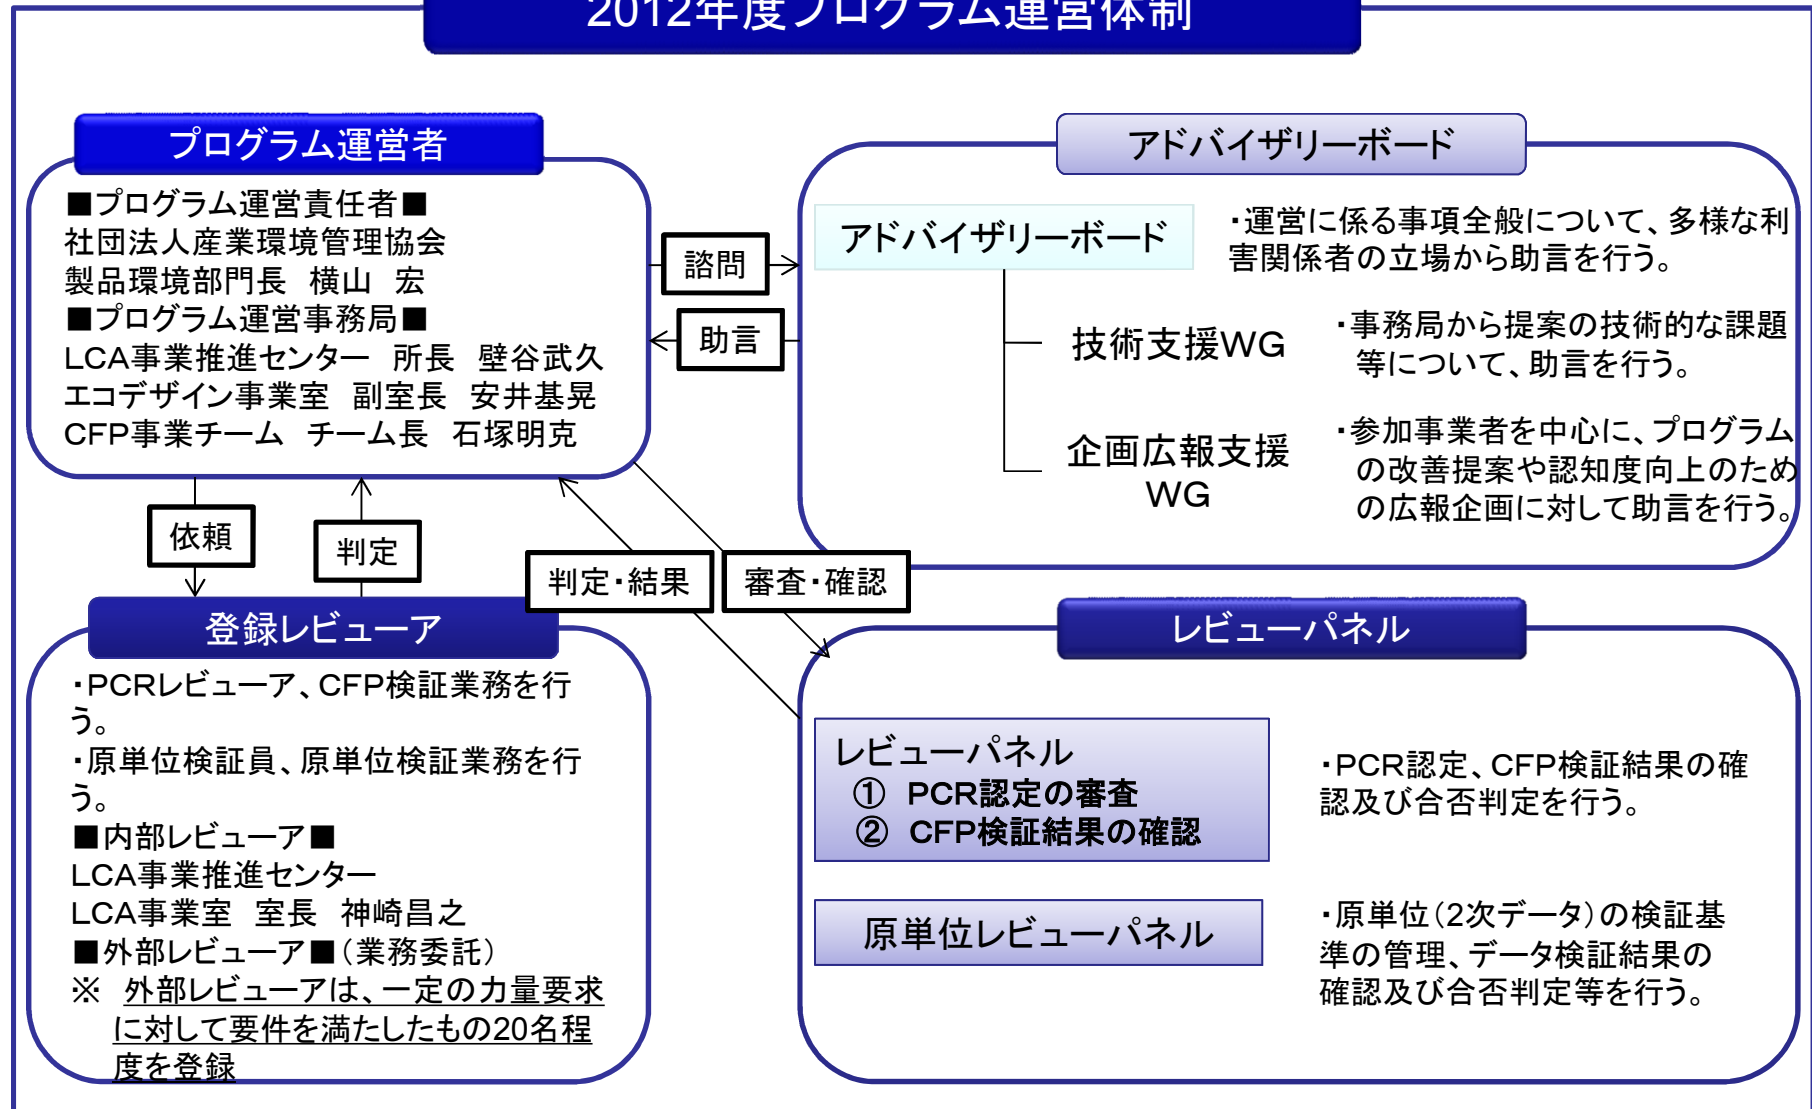 2012年度プログラム運営体制
プログラム運営者
■プログラム運営責任者■
社団法人産業環境管理協会
製品環境部門長　横山　宏
■プログラム運営事務局■
LCA事業推進センター　所長　壁谷武久
エコデザイン事業室　副室長　安井基晃
CFP事業チーム　チーム長　石塚明克
諮問
助言
アドバイザリーボード
アドバイザリーボード
・運営に係る事項全般について、多様な利
害関係者の立場から助言を行う。
技術支援WG
・事務局から提案の技術的な課題
等について、助言を行う。
企画広報支援
WG
・参加事業者を中心に、プログラム
の改善提案や認知度向上のため
の広報企画に対して助言を行う。
依頼
判定
判定・結果
審査・確認
登録レビューア
・PCRレビューア、CFP検証業務を行
う。
・原単位検証員、原単位検証業務を行
う。
■内部レビューア■
LCA事業推進センター
LCA事業室　室長　神崎昌之
■外部レビューア■（業務委託）
※　外部レビューアは、一定の力量要求
に対して要件を満たしたもの20名程
度を登録
レビューパネル
レビューパネル
①　PCR認定の審査
②　CFP検証結果の確認
・PCR認定、CFP検証結果の確
認及び合否判定を行う。
原単位レビューパネル
・原単位（2次データ）の検証基
準の管理、データ検証結果の
確認及び合否判定等を行う。